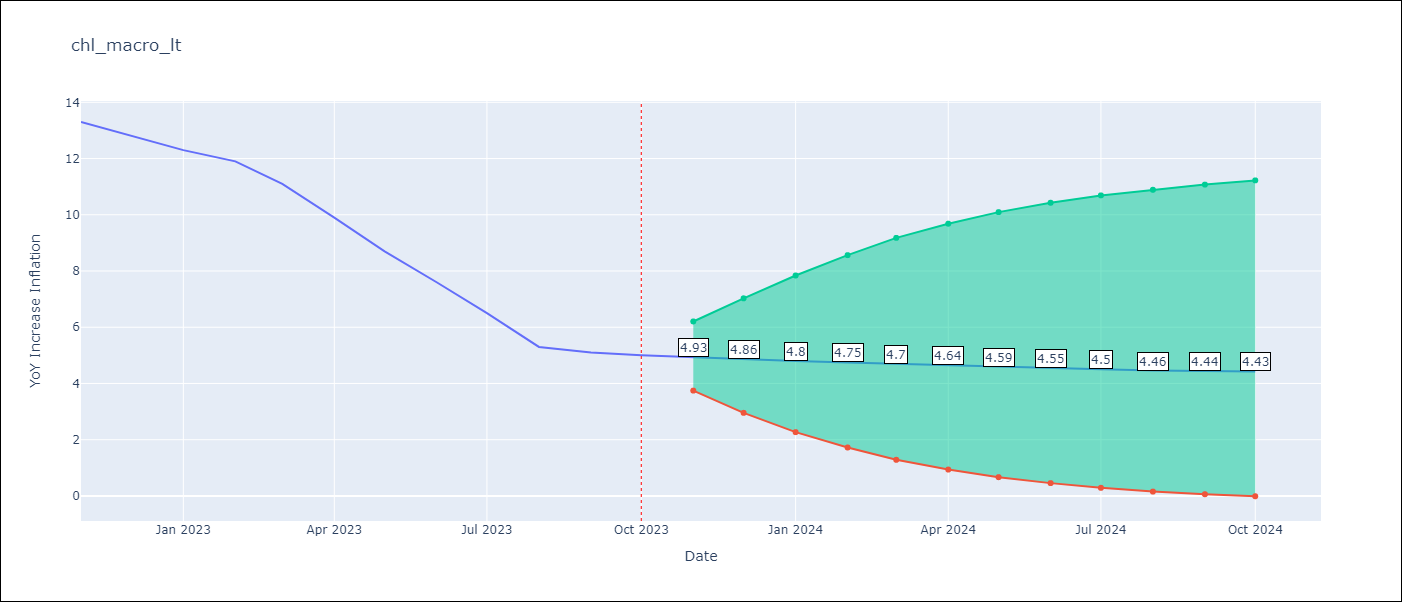 chl_macro_lt
YoY Increase Inflation
14
12
10
8
6
4
2
0
4.93
4.86
4.8
4.75
4.7
4.64
4.59
4.55
4.5
4.46
4.44
4.43
Jan 2023
Apr 2023
Jul 2023
Oct 2023
Jan 2024
Apr 2024
Jul 2024
Oct 2024
Date